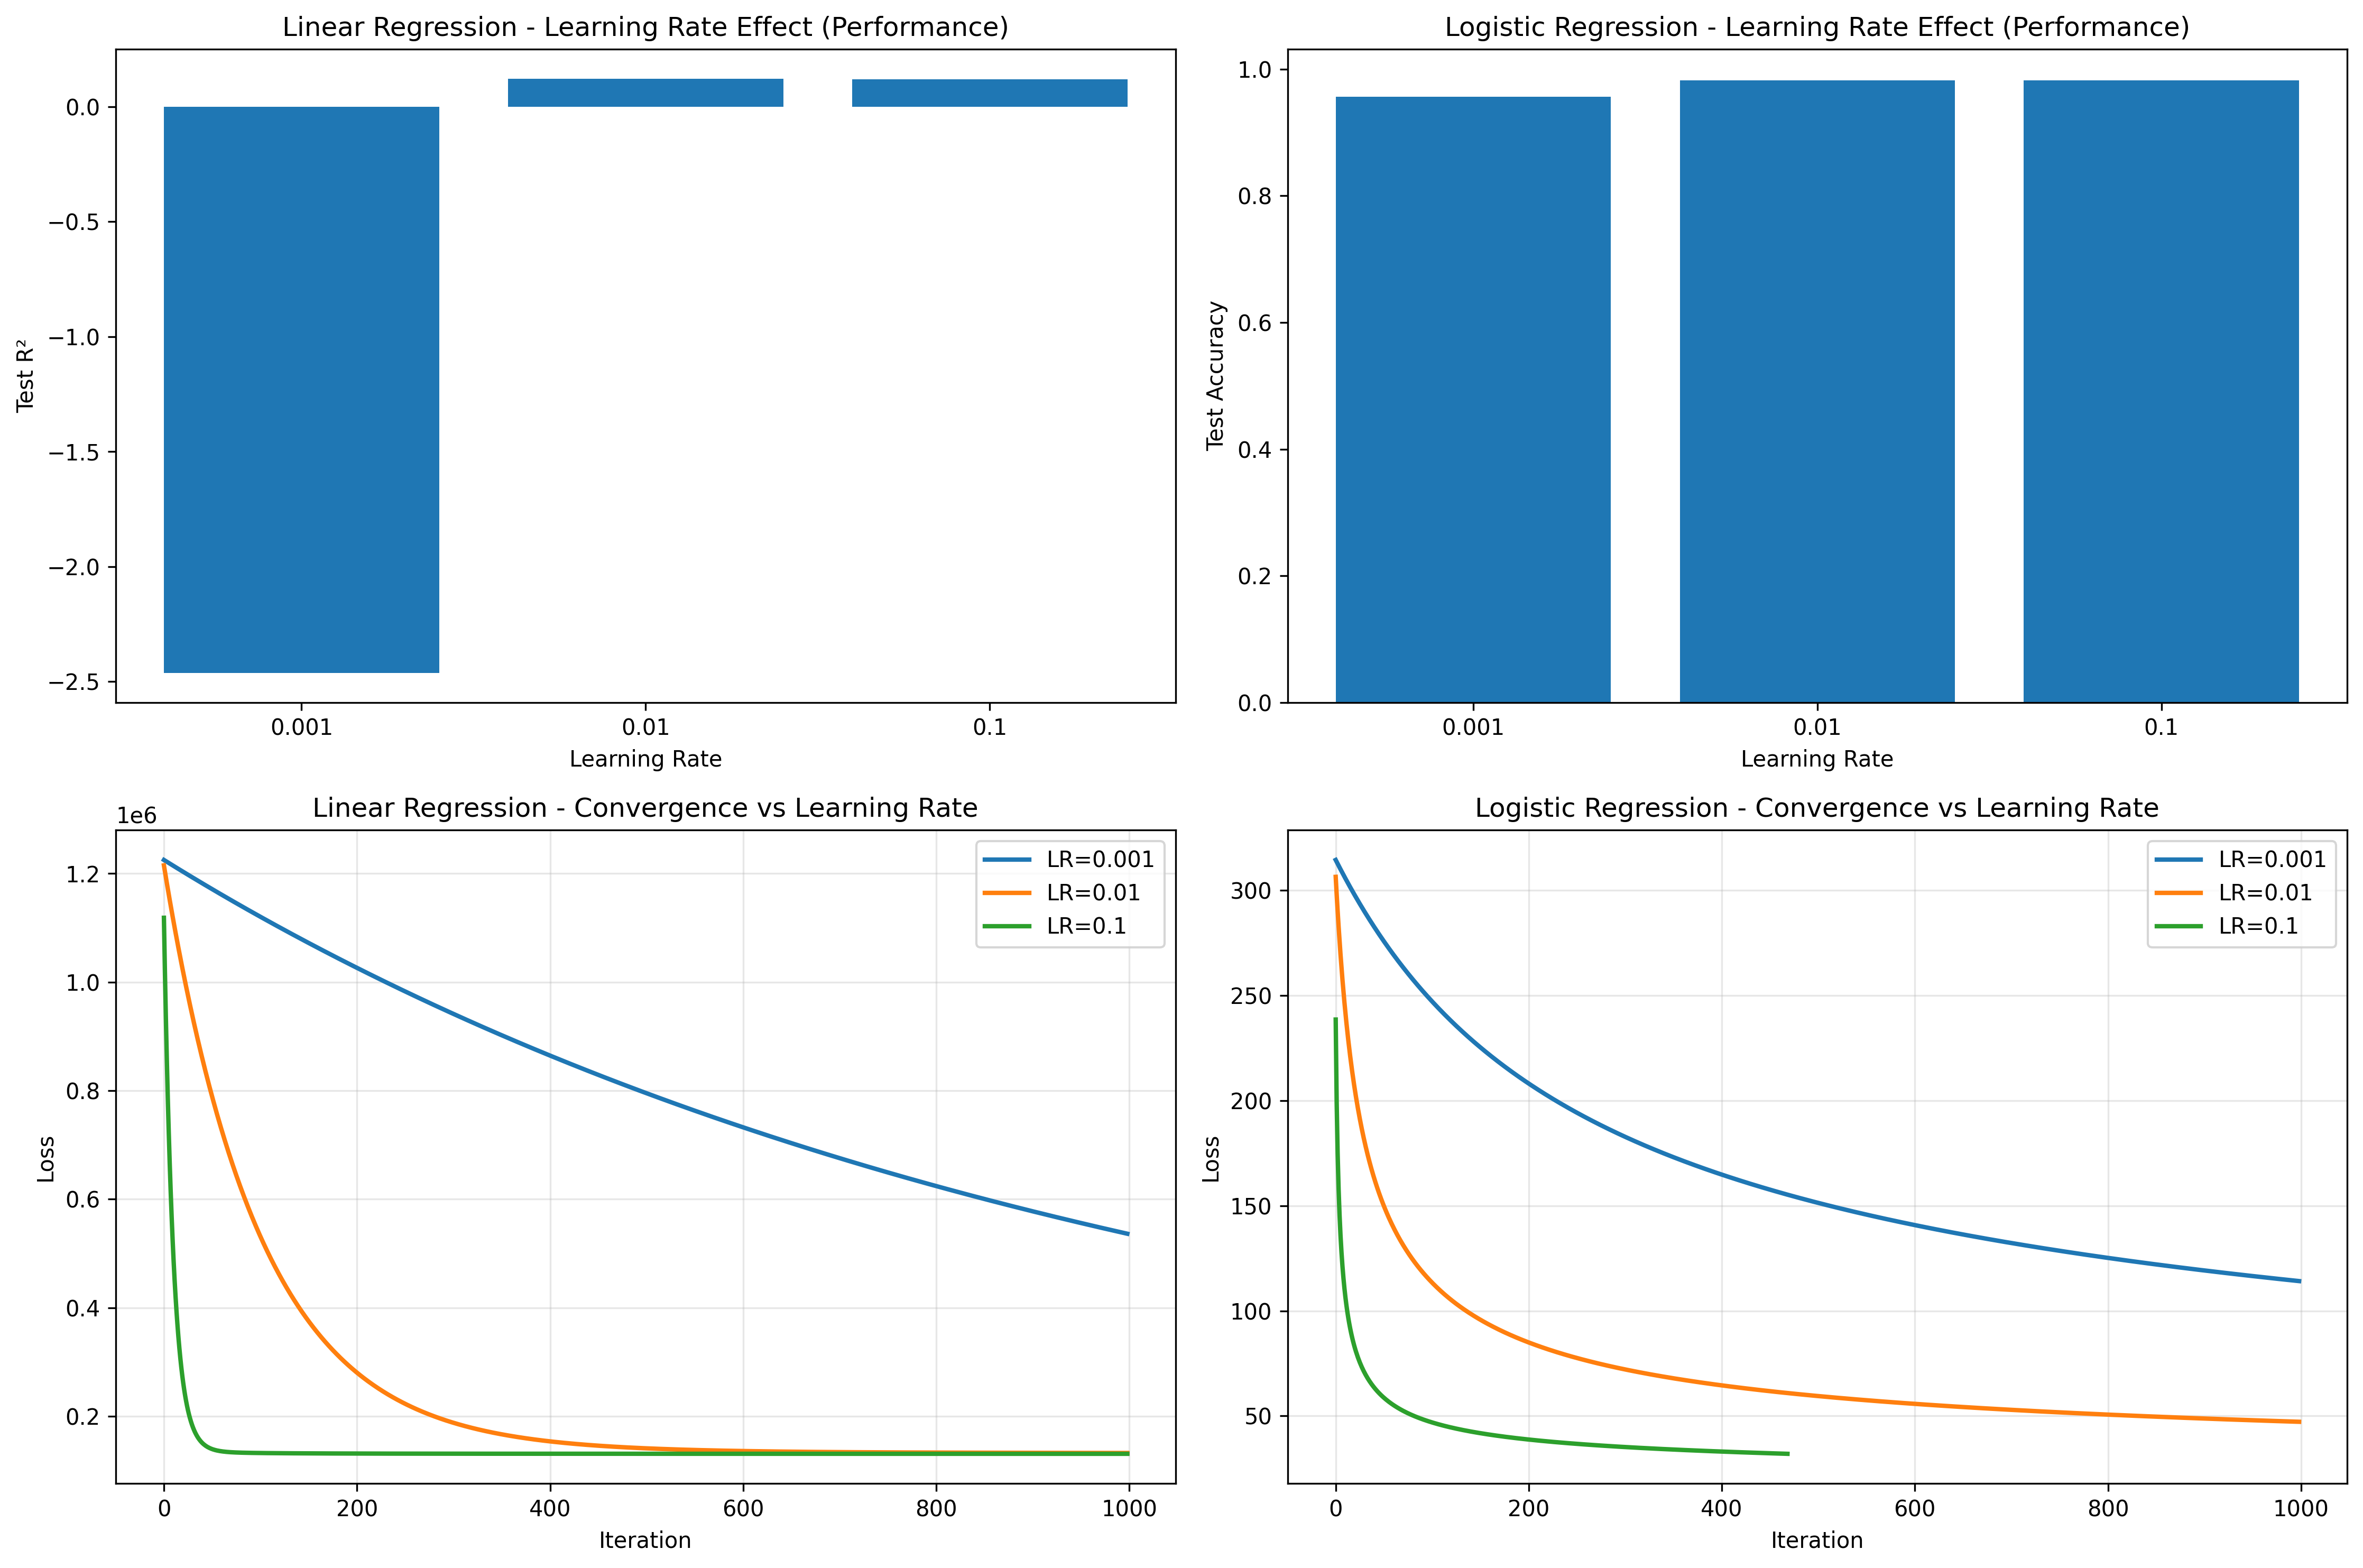 Linear Regression - Learning Rate Effect (Performance)
Test R²
0.0
−0.5
−1.0
−1.5
−2.0
−2.5
0.001 0.01 0.1
Learning Rate
Logistic Regression - Learning Rate Effect (Performance)
Test Accuracy
1.0
0.8
0.6
0.4
0.2
0.0
0.001 0.01 0.1
Learning Rate
Linear Regression - Convergence vs Learning Rate
1e6
Loss
1.2
1.0
0.8
0.6
0.4
0.2
LR=0.001
LR=0.01
LR=0.1
0 200 400 600 800 1000
Iteration
Logistic Regression - Convergence vs Learning Rate
Loss
300
250
200
150
100
50
LR=0.001
LR=0.01
LR=0.1
0 200 400 600 800 1000
Iteration